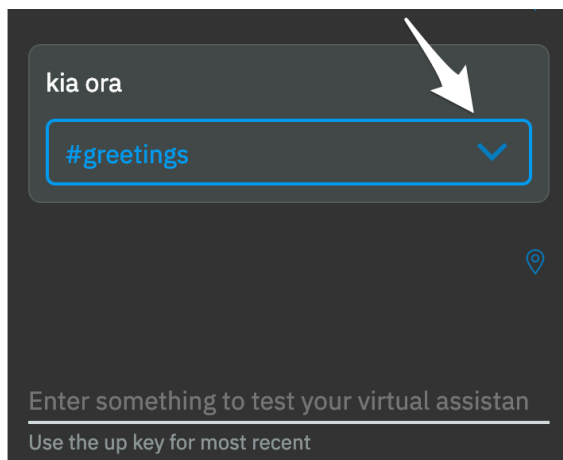 kia ora
#greetings
Enter something to test your virtual assistan
Use the up key for most recent